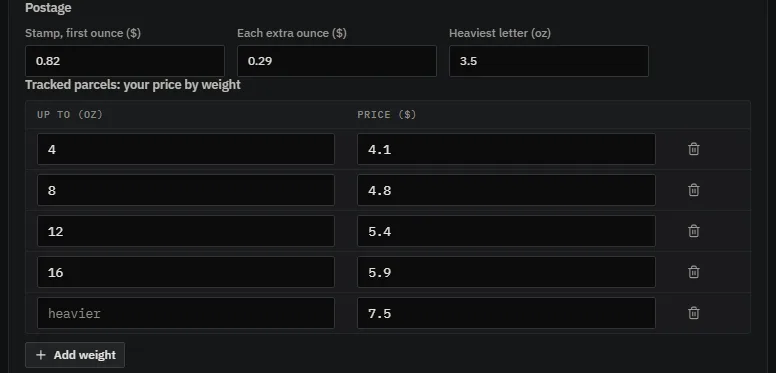 Postage
Stamp, first ounce ($) Each extra ounce ($) Heaviest letter (oz)
0.82 0.29 3.5
Tracked parcels: your price by weight
UP TO (OZ) PRICE ($)
4 4.1
8 4.8
12 5.4
16 5.9
heavier 7.5
+ Add weight